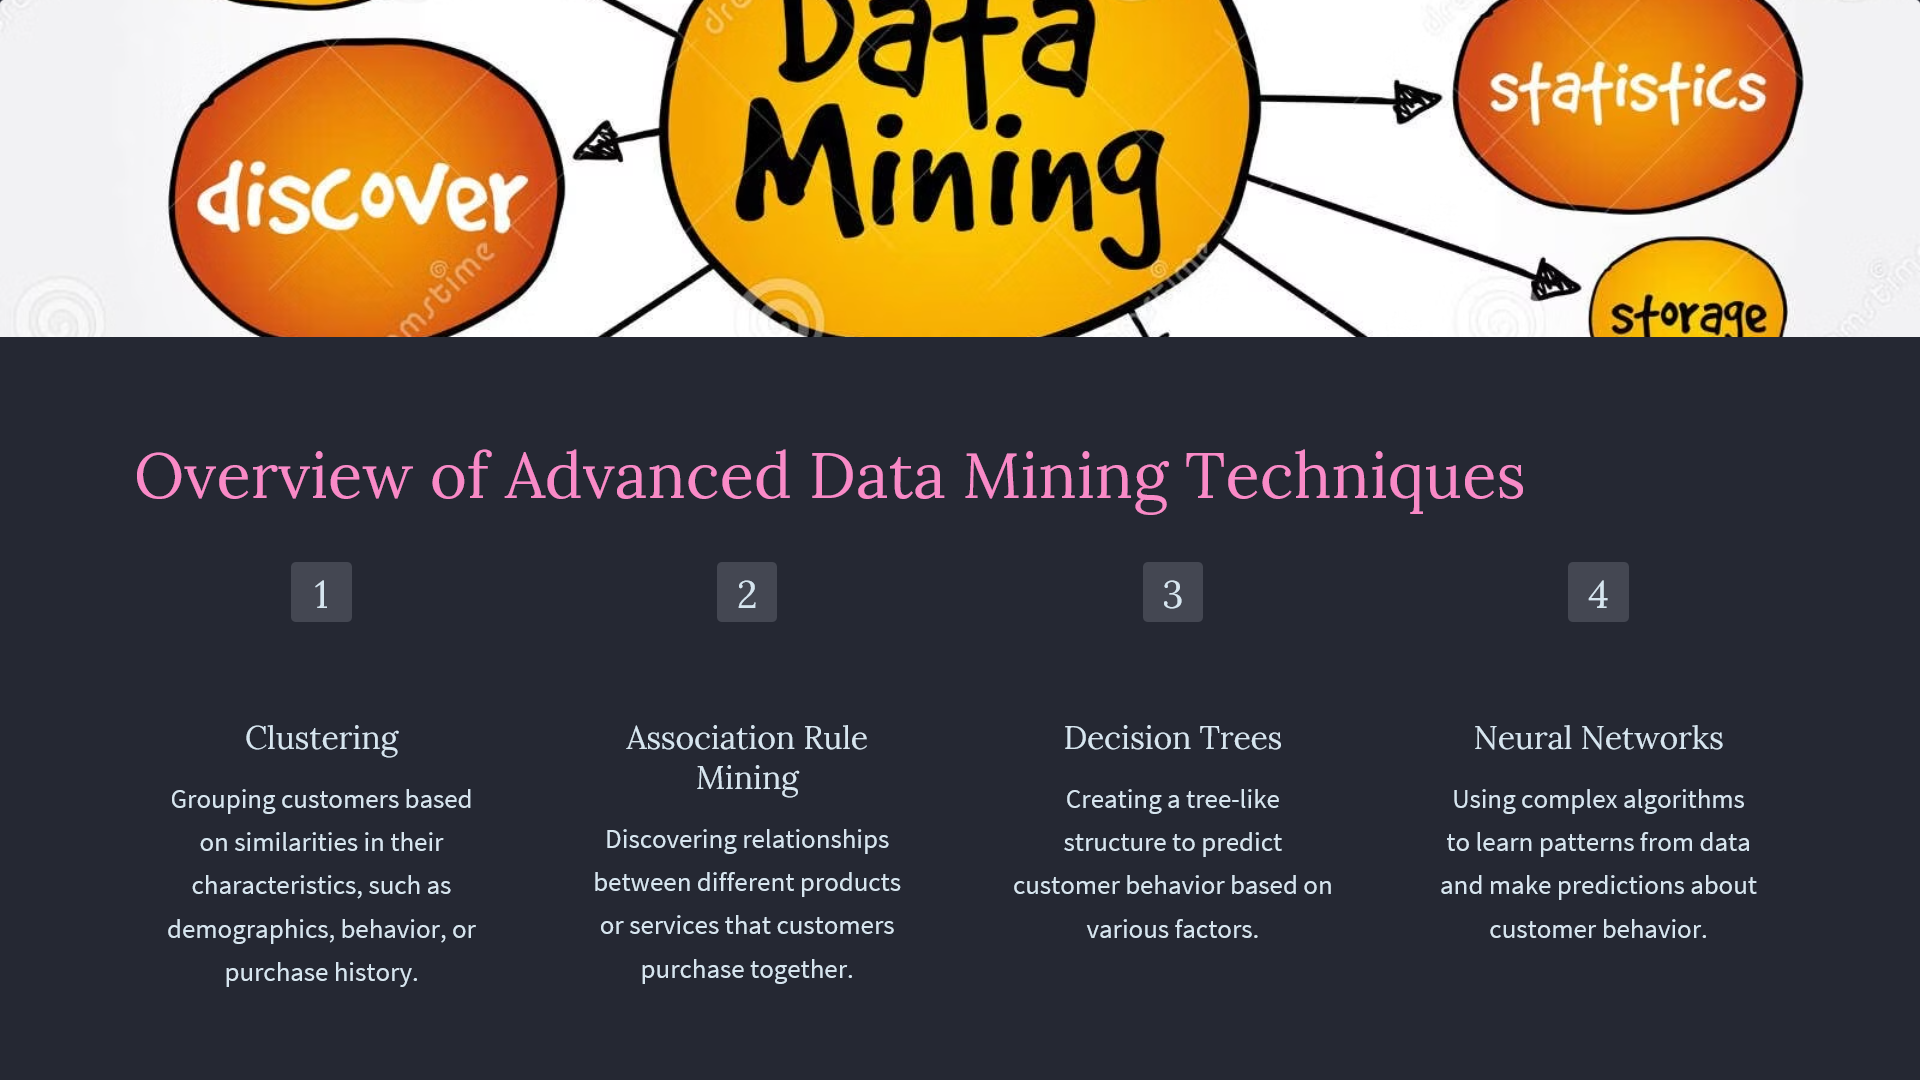 Data
Mining
discover
statistics
storage
Overview of Advanced Data Mining Techniques
1
2
3
4
Clustering
Grouping customers based
on similarities in their
characteristics, such as
demographics, behavior, or
purchase history.
Association Rule
Mining
Discovering relationships
between different products
or services that customers
purchase together.
Decision Trees
Creating a tree-like
structure to predict
customer behavior based on
various factors.
Neural Networks
Using complex algorithms
to learn patterns from data
and make predictions about
customer behavior.